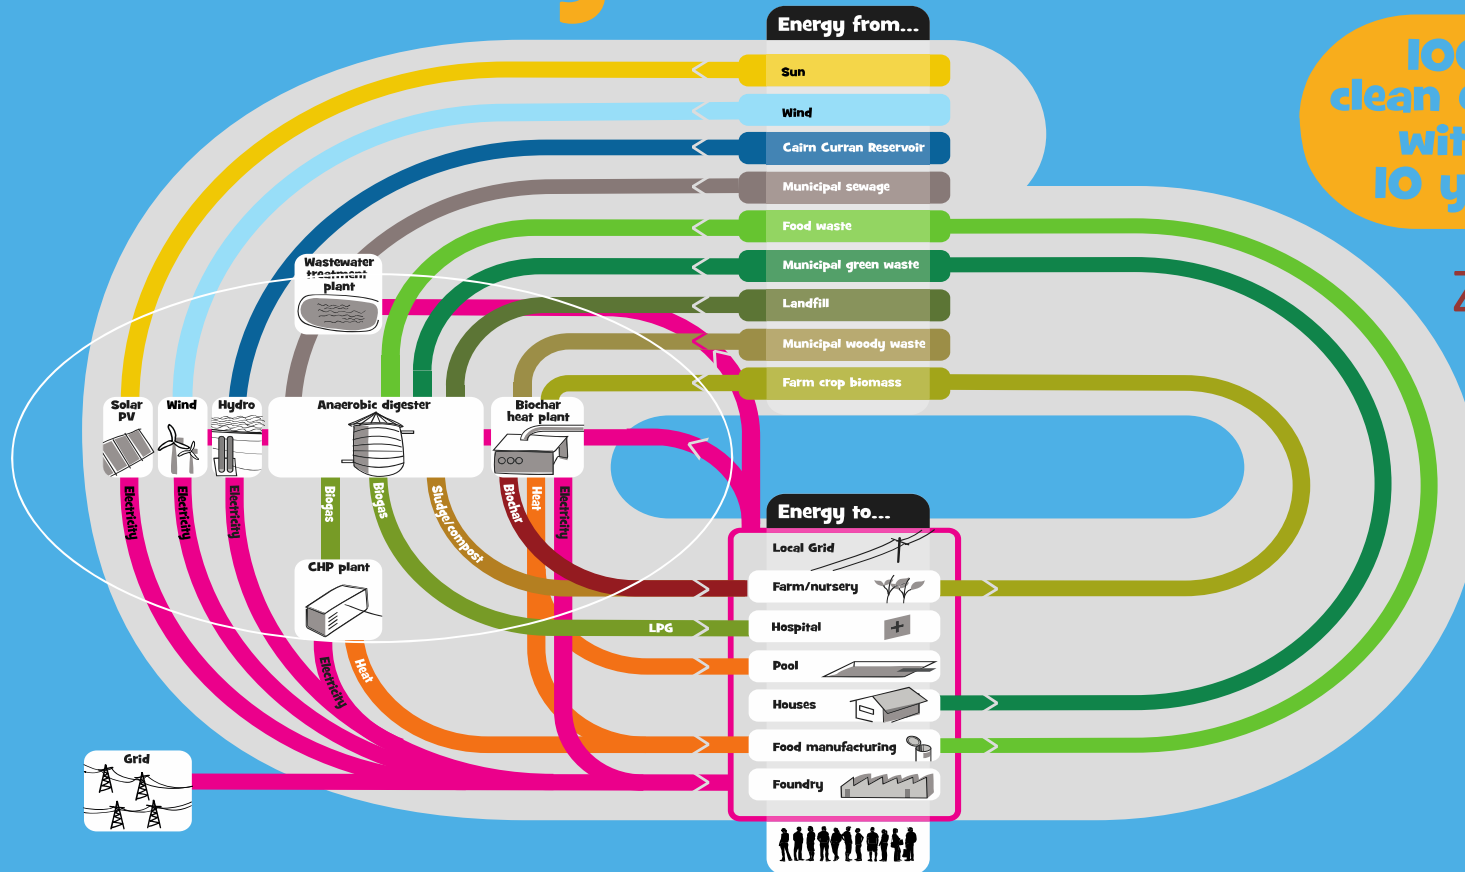 Energy from...
Sun
Wind
Cairn Curran Reservoir
Municipal sewage
Food waste
Municipal green waste
Landfill
Municipal woody waste
Farm crop biomass
10
clean
10
Wastewater
treatment
plant
Solar
PV
Wind
Hydro
Anaerobic digester
Biochar
heat plant
Electricity
Electricity
Electricity
Biogas
Biogas
Sludge/compost
Biochar
Heat
Electricity
CHP plant
Electricity
Heat
LPG
Grid
Energy to...
Local Grid
Farm/nursery
Hospital
Pool
Houses
Food manufacturing
Foundry